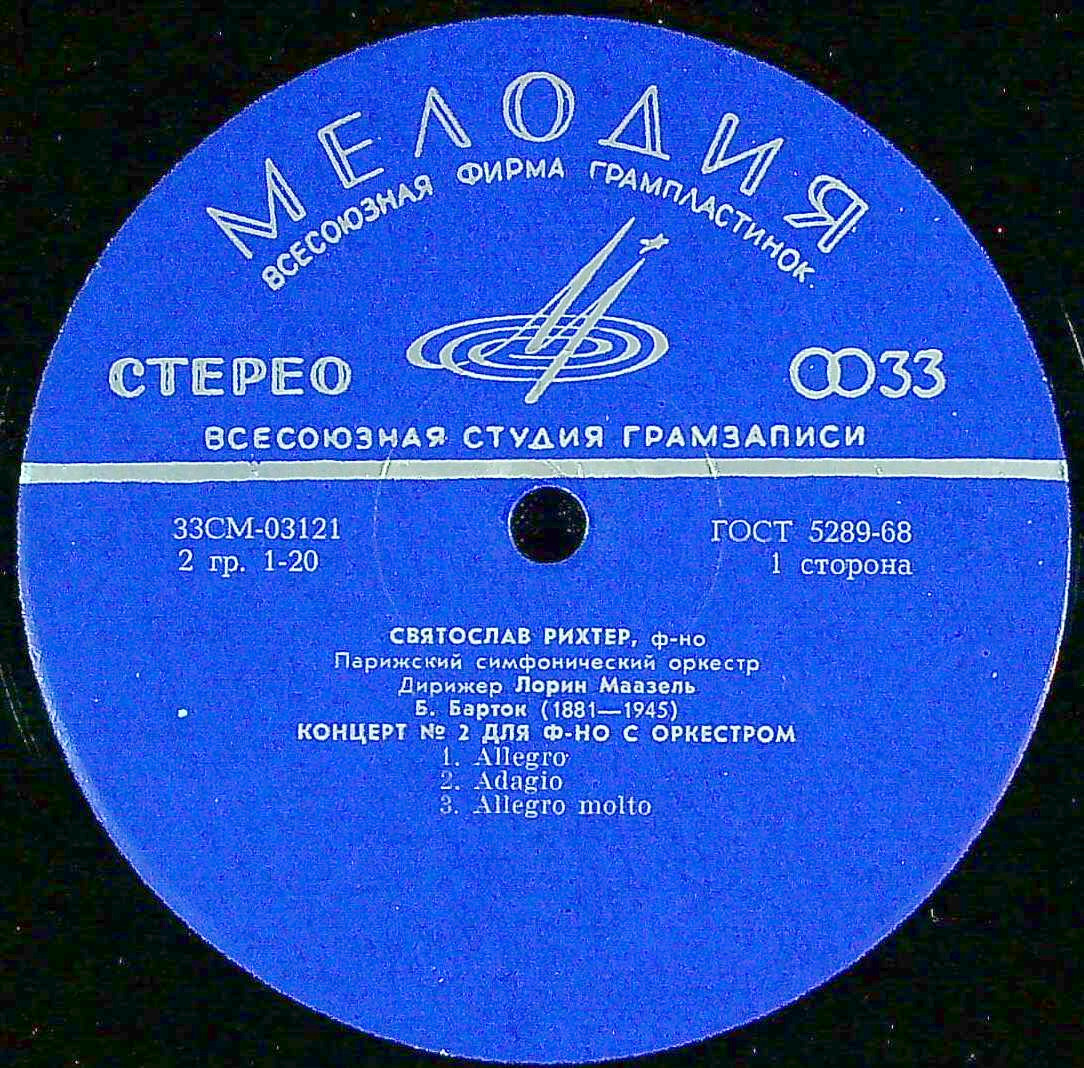 МЕЛОДИЯ
ВСЕСОЮЗНАЯ ФИРМА ГРАМПЛАСТИНОК
СТЕРЕО
33
ВСЕСОЮЗНАЯ СТУДИЯ ГРАМЗАПИСИ
33СМ-03121
ГОСТ 5289-68
2 гр. 1-20
1 сторона
СВЯТОСЛАВ РИХТЕР, ф-но
Парижский симфонический оркестр
Дирижер Лорин Маазель
Б. Барток (1881—1945)
КОНЦЕРТ № 2 ДЛЯ Ф-НО С ОРКЕСТРОМ
1. Allegro
2. Adagio
3. Allegro molto